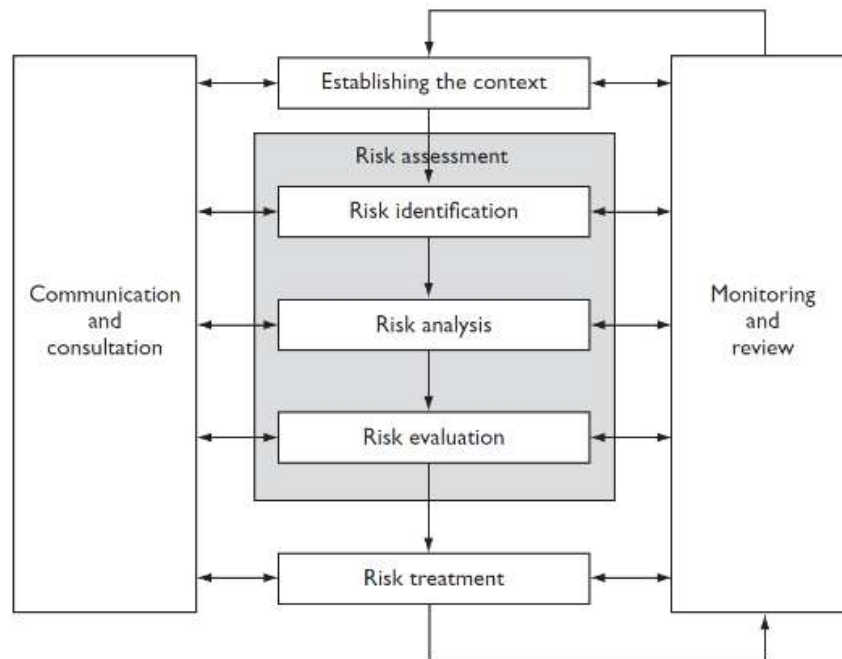 Establishing the context
Risk assessment
Risk identification
Communication
and
consultation
Risk analysis
Monitoring
and
review
Risk evaluation
Risk treatment